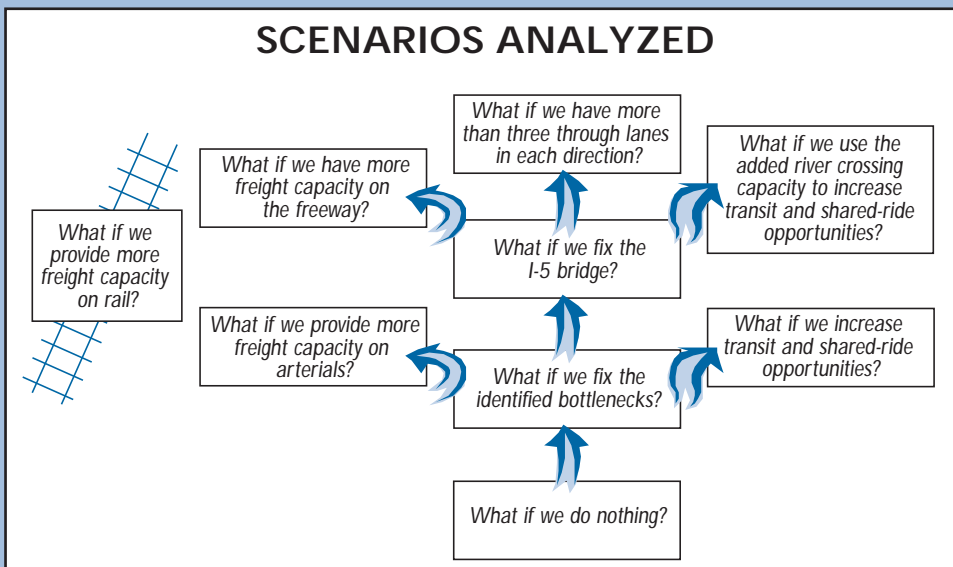 SCENARIOS ANALYZED
What if we have more
than three through lanes
in each direction?
What if we have more
freight capacity on
the freeway?
What if we use the
added river crossing
capacity to increase
transit and shared-ride
opportunities?
What if we
provide more
freight capacity
on rail?
What if we fix the
I-5 bridge?
What if we provide more
freight capacity on
arterials?
What if we increase
transit and shared-ride
opportunities?
What if we fix the
identified bottlenecks?
What if we do nothing?